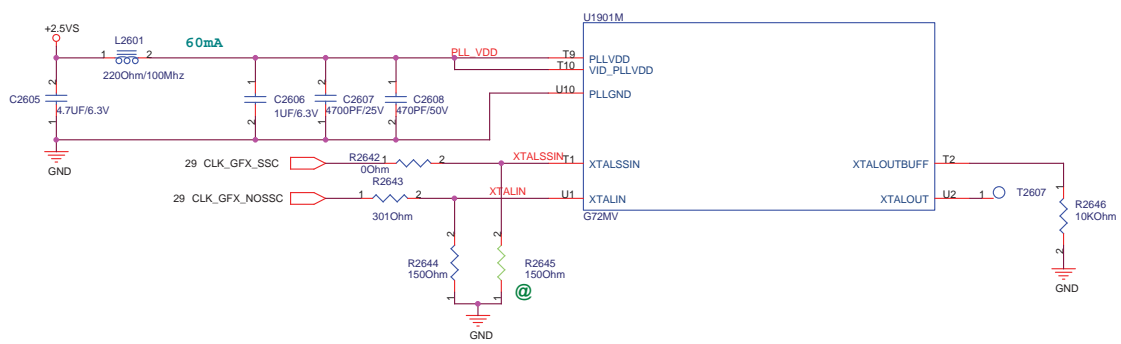 U1901M
+2.5VS
L2601
60mA
1
2
220Ohm/100Mhz
PLL_VDD
T9
T10
U10
PLLVDD
VID_PLLVDD
PLLGND
2
C2605
4.7UF/6.3V
1
GND
1
C2606
1UF/6.3V
2
2
C2607
4700PF/25V
1
1
C2608
470PF/50V
2
29 CLK_GFX_SSC
R2642
1
2
0Ohm
XTALSSIN
T1
XTALSSIN
29 CLK_GFX_NOSSC
R2643
1
2
301Ohm
XTALIN
U1
XTALIN
G72MV
XTALOUTBUFF
T2
XTALOUT
U2
1
T2607
1
R2646
10KOhm
2
GND
2
R2644
150Ohm
1
2
R2645
150Ohm
1
@
GND